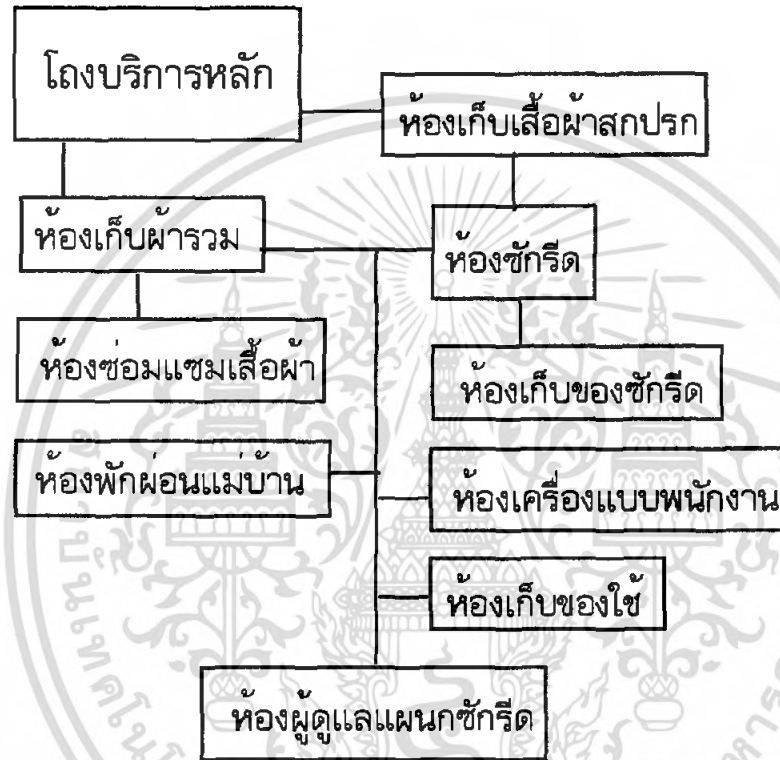 โถงบริการหลัก
ห้องเก็บเสื้อผ้าสกปรก
ห้องเก็บผ้ารวม
ห้องซักรีด
ห้องซ่อมแซมเสื้อผ้า
ห้องเก็บของซักรีด
ห้องพักผ่อนแม่บ้าน
ห้องเครื่องแบบพนักงาน
ห้องเก็บของใช้
ห้องผู้ดูแลแผนกซักรีด